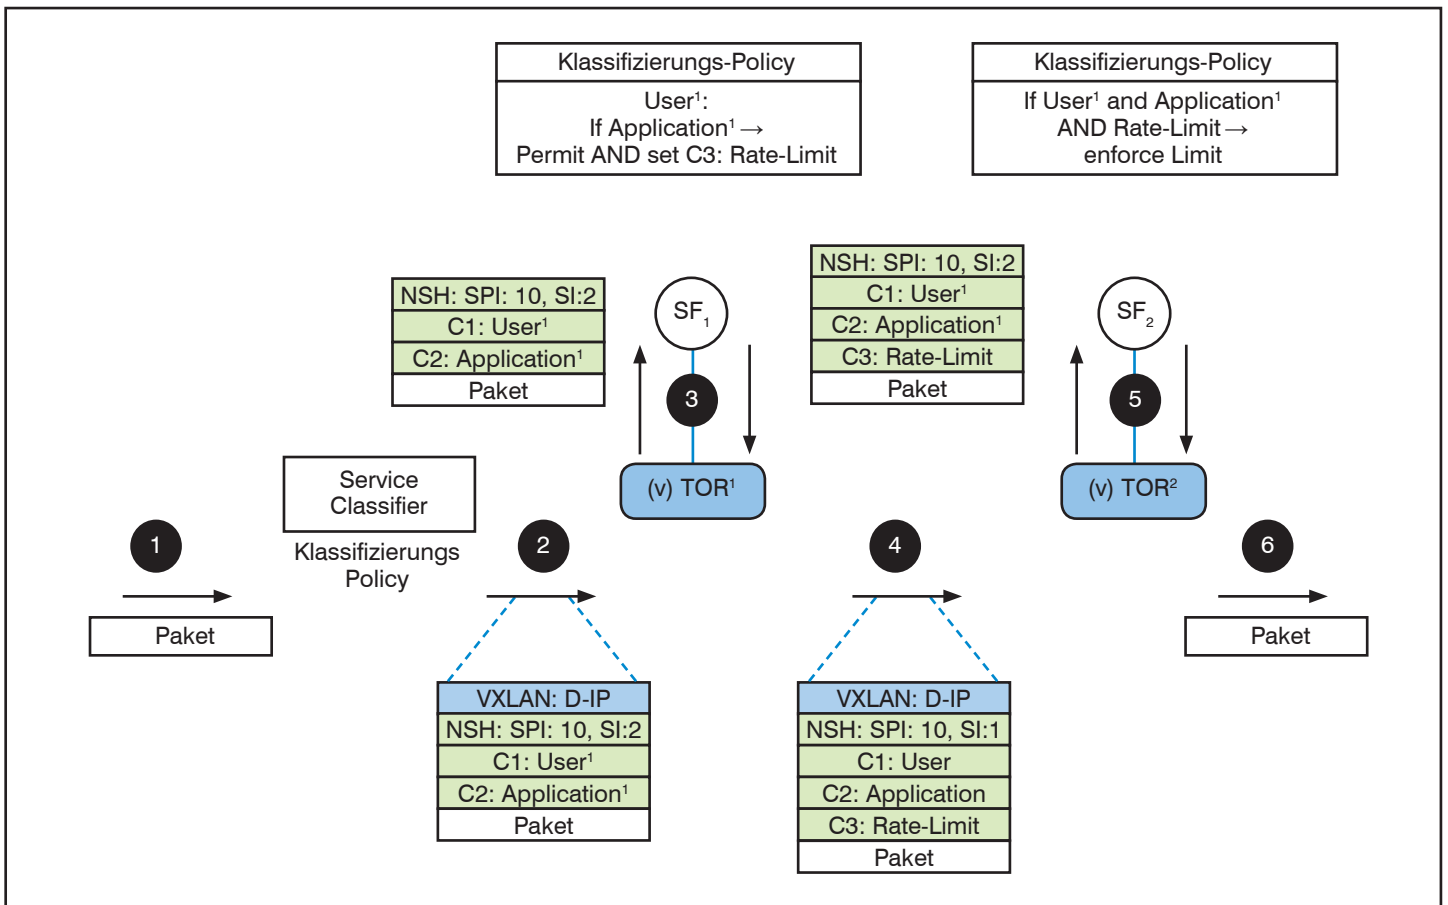 Klassifizierungs-Policy
User¹:
If Application¹ →
Permit AND set C3: Rate-Limit
Klassifizierungs-Policy
If User¹ and Application¹
AND Rate-Limit →
enforce Limit
NSH: SPI: 10, SI:2
C1: User¹
C2: Application¹
Paket
SF₁
3
(v) TOR¹
NSH: SPI: 10, SI:2
C1: User¹
C2: Application¹
C3: Rate-Limit
Paket
SF₂
5
(v) TOR²
Service
Classifier
Klassifizierungs
Policy
1
Paket
2
VXLAN: D-IP
NSH: SPI: 10, SI:2
C1: User¹
C2: Application¹
Paket
4
VXLAN: D-IP
NSH: SPI: 10, SI:1
C1: User
C2: Application
C3: Rate-Limit
Paket
6
Paket